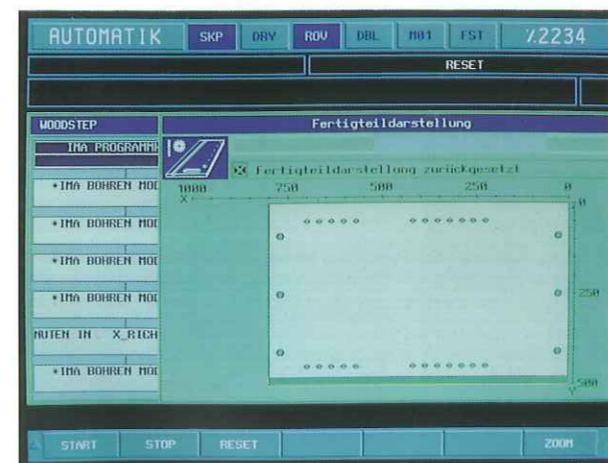 AUTOMATIK SKP DRY ROV DBL M01 FST %2234
RESET
WOODSTEP
Fertigteildarstellung
IMA PROGRAMM
Fertigteildarstellung zurückgesetzt
*IMA BOHREN MOD
1000 750 500 250 0
X
0
*IMA BOHREN MOD
*IMA BOHREN MOD
250
*IMA BOHREN MOD
NUTEN IN X_RICH
*IMA BOHREN MOD
500
Y
START STOP RESET ZOOM